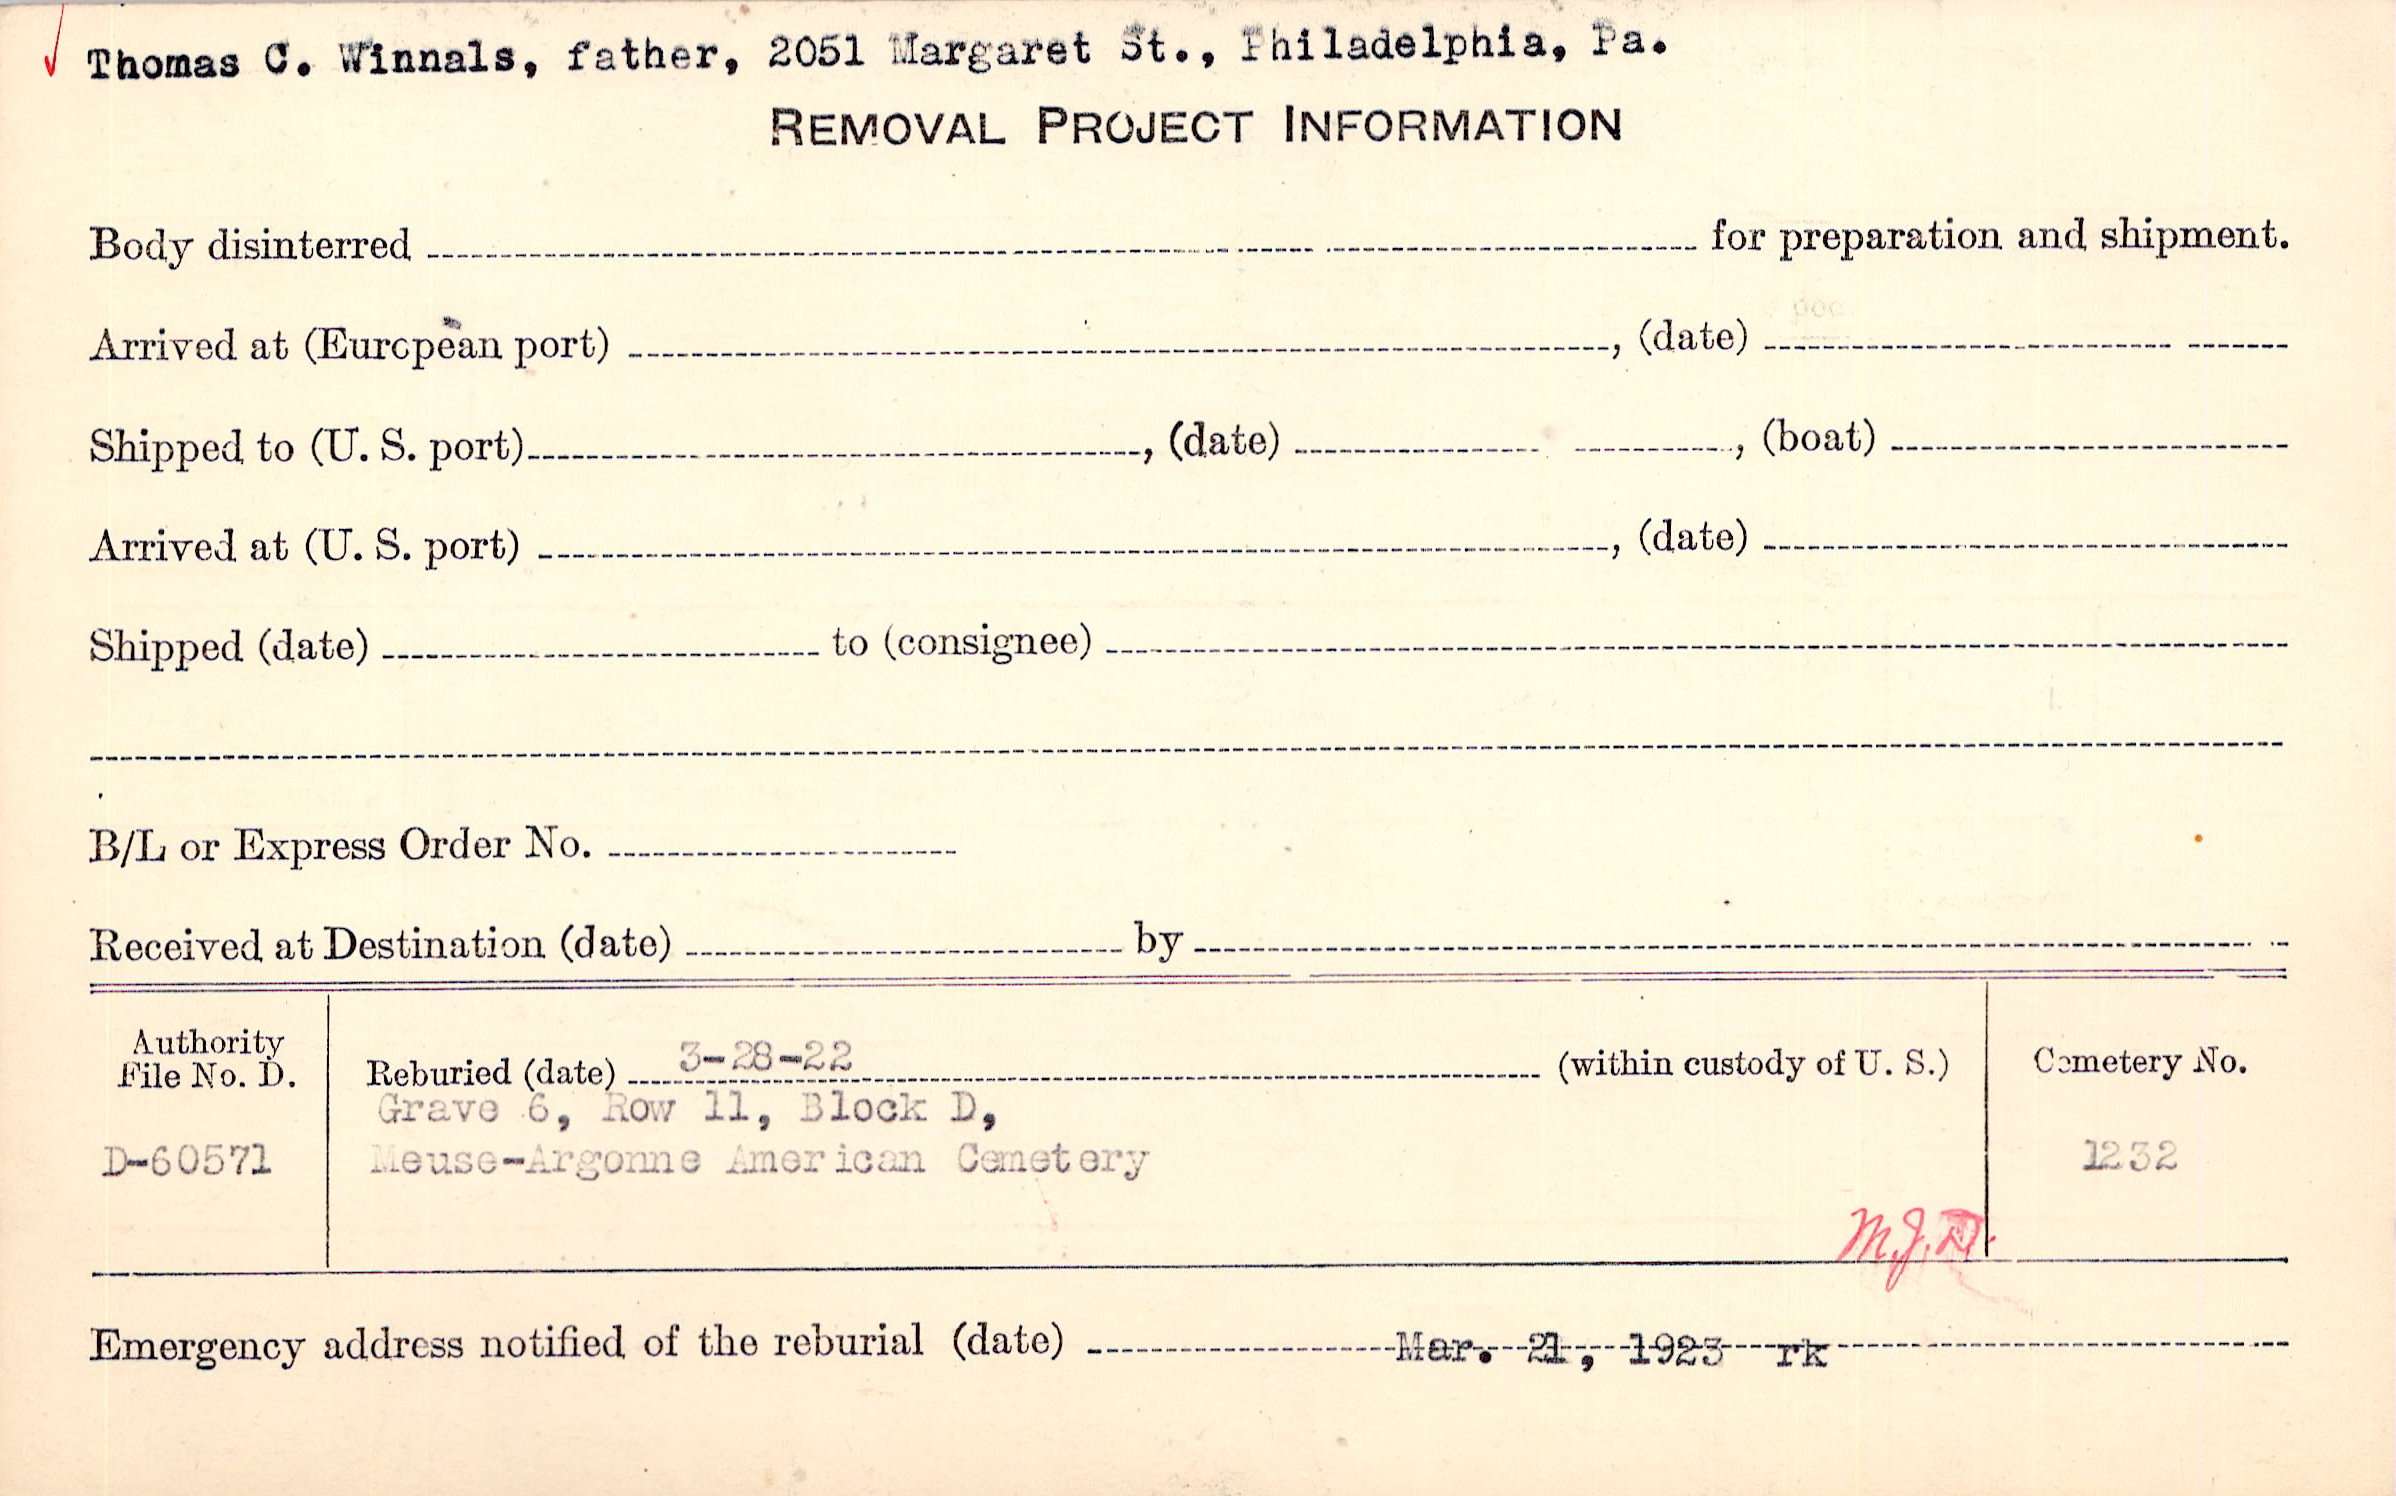 Thomas C. Winnals, father, 2051 Margaret St., Philadelphia, Pa.
REMOVAL PROJECT INFORMATION
Body disinterred for preparation and shipment.
Arrived at (European port) , (date)
Shipped to (U. S. port) , (date) , (boat)
Arrived at (U. S. port) , (date)
Shipped (date) to (consignee)
B/L or Express Order No.
Received at Destination (date) by
Authority
File No. D.
D-60571
Reburied (date) 3-28-22 (within custody of U. S.)
Grave 6, Row 11, Block D,
Meuse-Argonne American Cemetery
Cemetery No.
1232
M.J.D.
Emergency address notified of the reburial (date) Mar. 21, 1923 rk